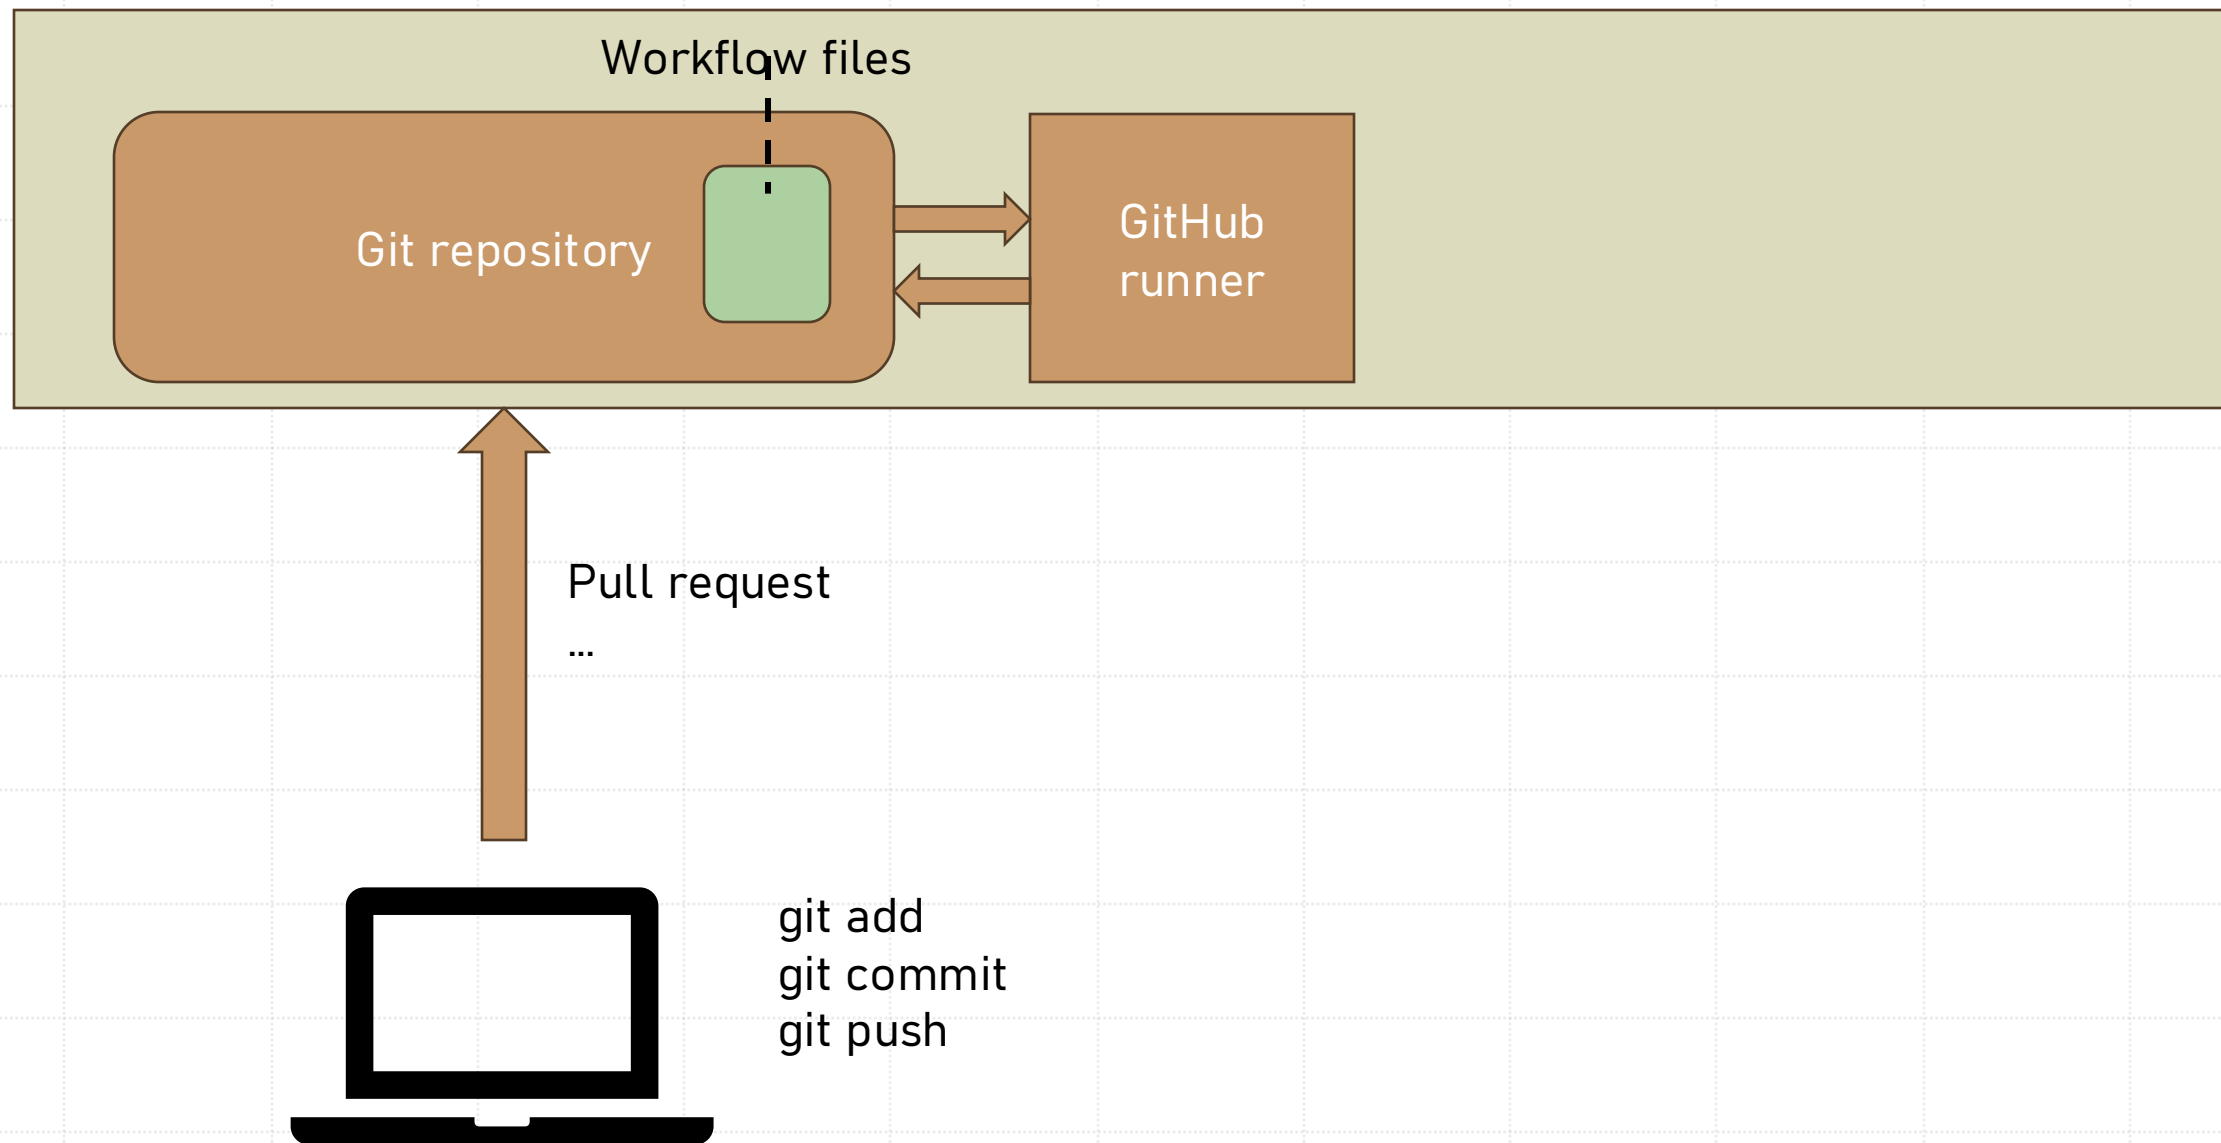 Workflow files
Git repository
GitHub
runner
Pull request
...
git add
git commit
git push